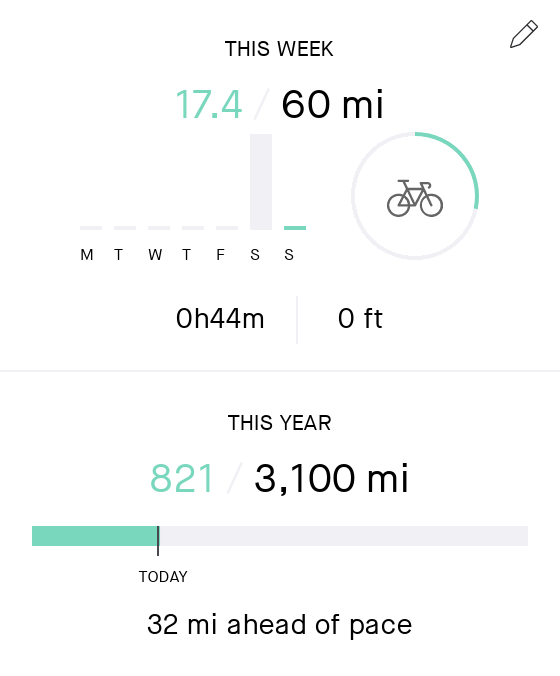 THIS WEEK
17.4 / 60 mi
M T W T F S S
0h44m 0 ft
THIS YEAR
821 / 3,100 mi
TODAY
32 mi ahead of pace